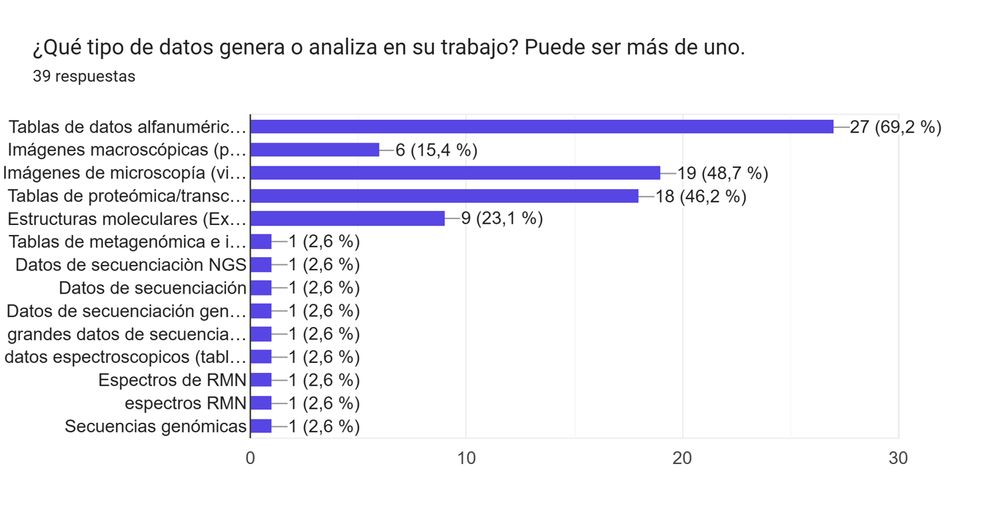 ¿Qué tipo de datos genera o analiza en su trabajo? Puede ser más de uno.
39 respuestas
Tablas de datos alfanuméric… 27 (69,2 %)
Imágenes macroscópicas (p… 6 (15,4 %)
Imágenes de microscopía (vi… 19 (48,7 %)
Tablas de proteómica/transc… 18 (46,2 %)
Estructuras moleculares (Ex… 9 (23,1 %)
Tablas de metagenómica e i… 1 (2,6 %)
Datos de secuenciaciòn NGS 1 (2,6 %)
Datos de secuenciación 1 (2,6 %)
Datos de secuenciación gen… 1 (2,6 %)
grandes datos de secuencia… 1 (2,6 %)
datos espectroscopicos (tabl… 1 (2,6 %)
Espectros de RMN 1 (2,6 %)
espectros RMN 1 (2,6 %)
Secuencias genómicas 1 (2,6 %)
0 10 20 30